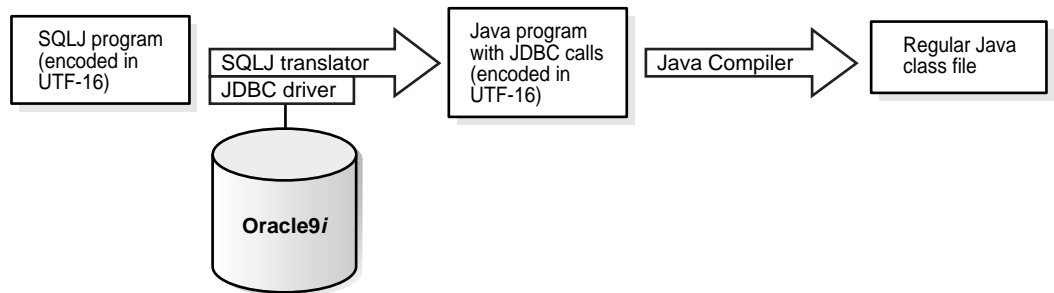 SQLJ program
(encoded in
UTF-16)
SQLJ translator
JDBC driver
Java program
with JDBC calls
(encoded in
UTF-16)
Java Compiler
Regular Java
class file
Oracle9i